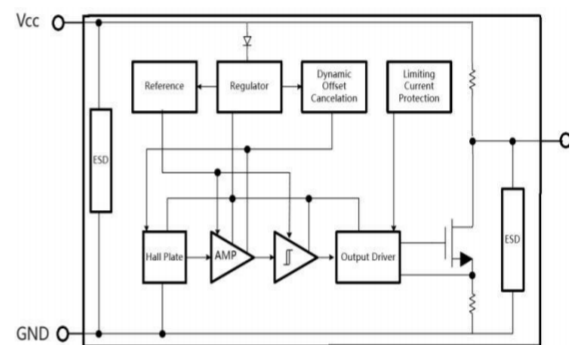 Vcc
Reference
Regulator
Dynamic
Offset
Cancelation
Limiting
Current
Protection
ESD
ESD
Hall Plate
AMP
Output Driver
GND